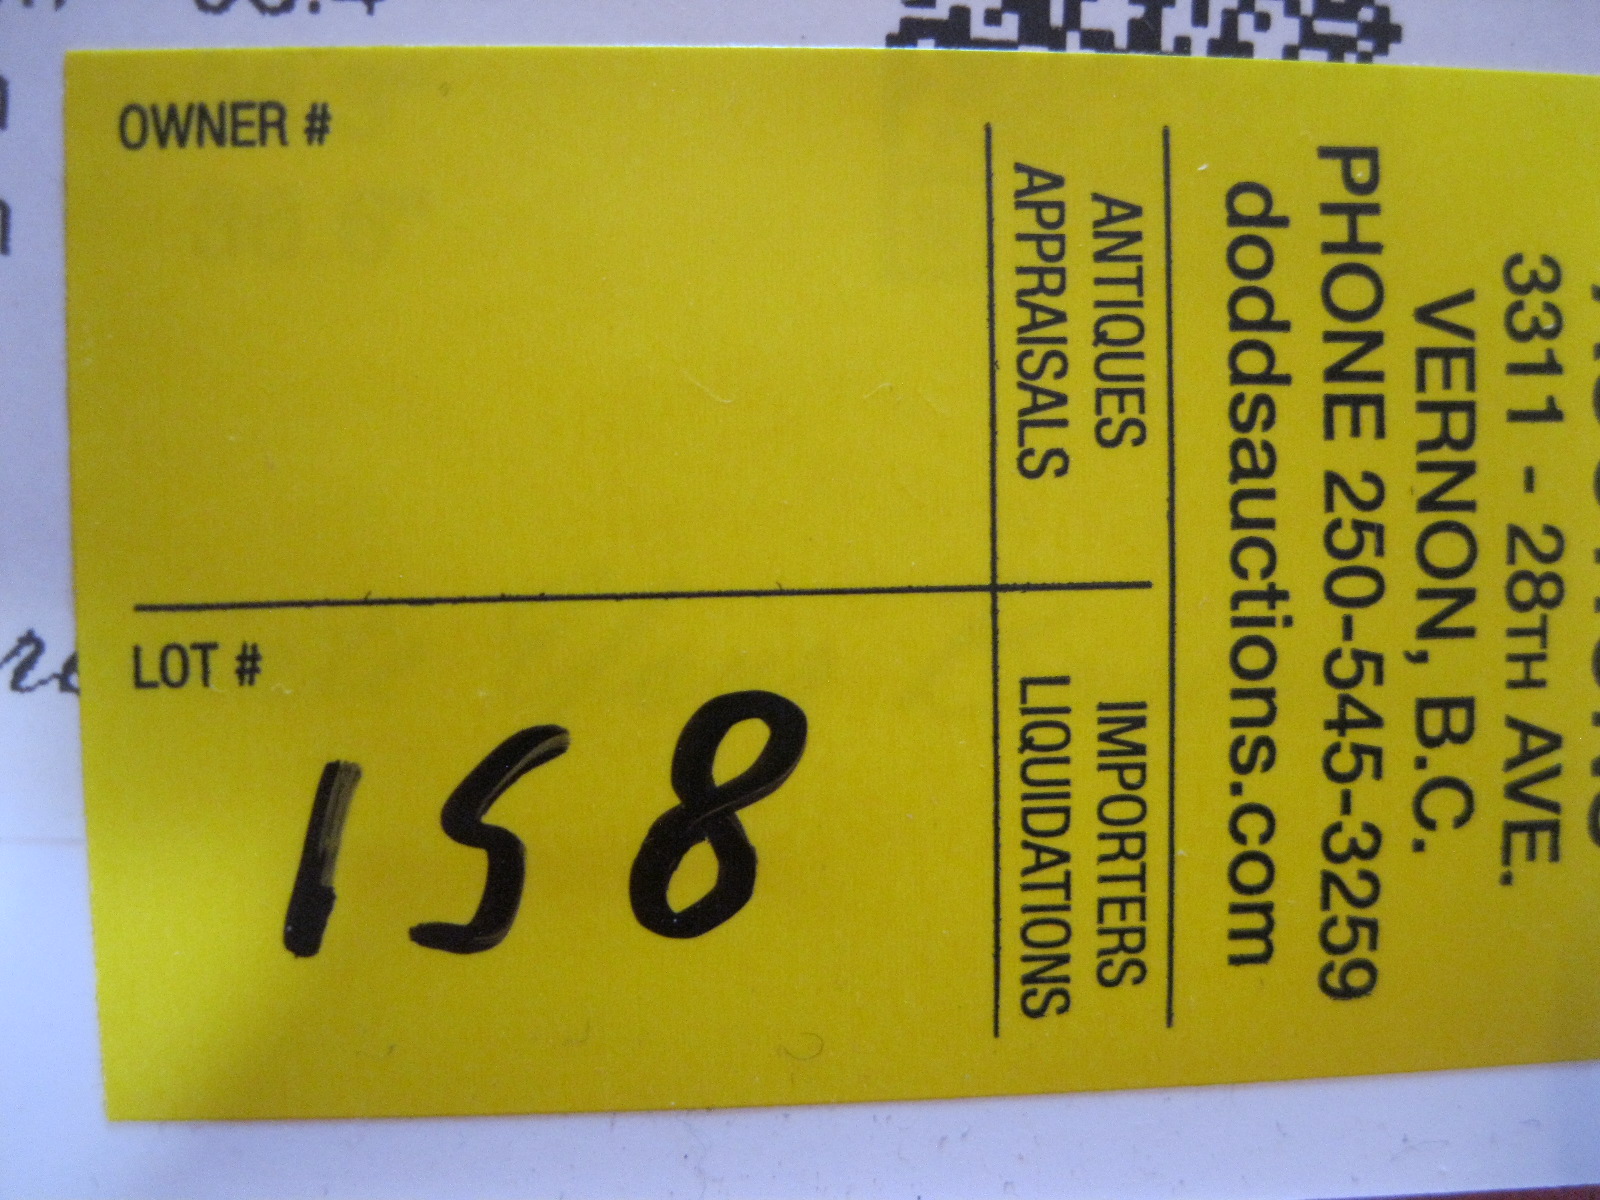 3311 - 28TH AVE.
VERNON, B.C.
PHONE 250-545-3259
doddsauctions.com
ANTIQUES
APPRAISALS
IMPORTERS
LIQUIDATIONS
OWNER #
LOT #
158